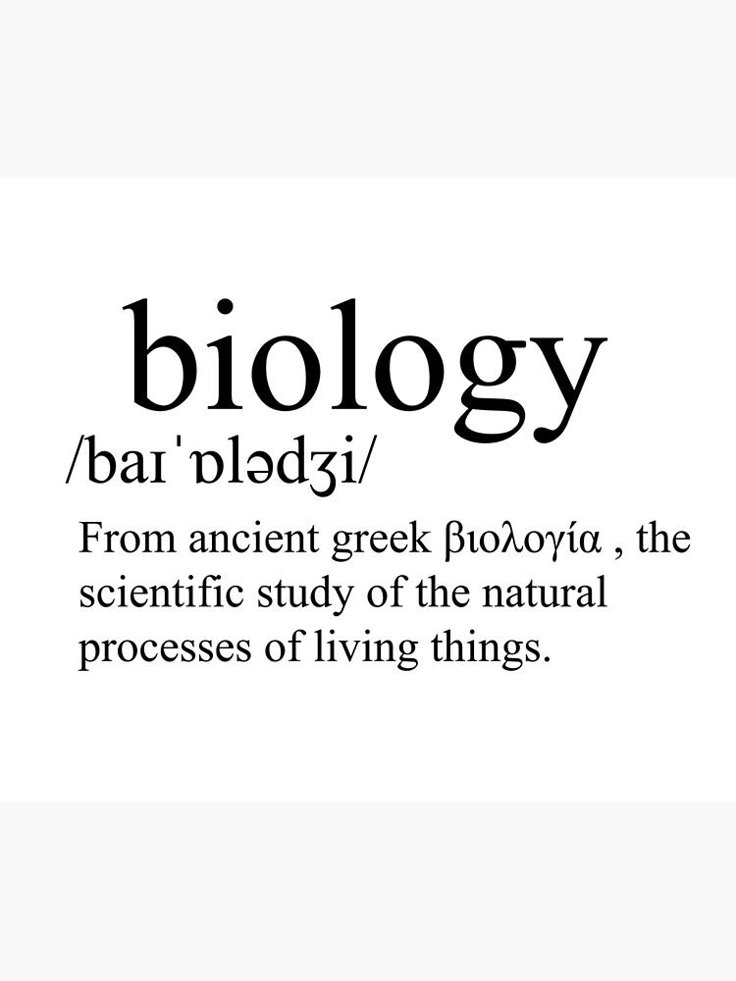 biology
/baɪˈɒlədʒi/
From ancient greek βιολογία , the
scientific study of the natural
processes of living things.